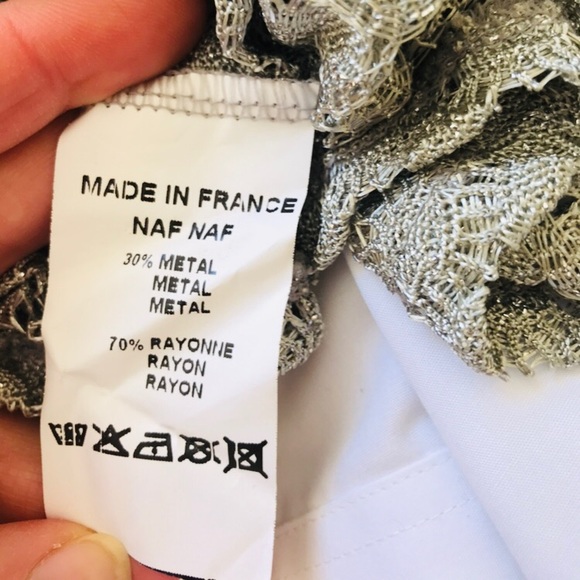 MADE IN FRANCE
NAF NAF
30% METAL
METAL
METAL
70% RAYONNE
RAYON
RAYON